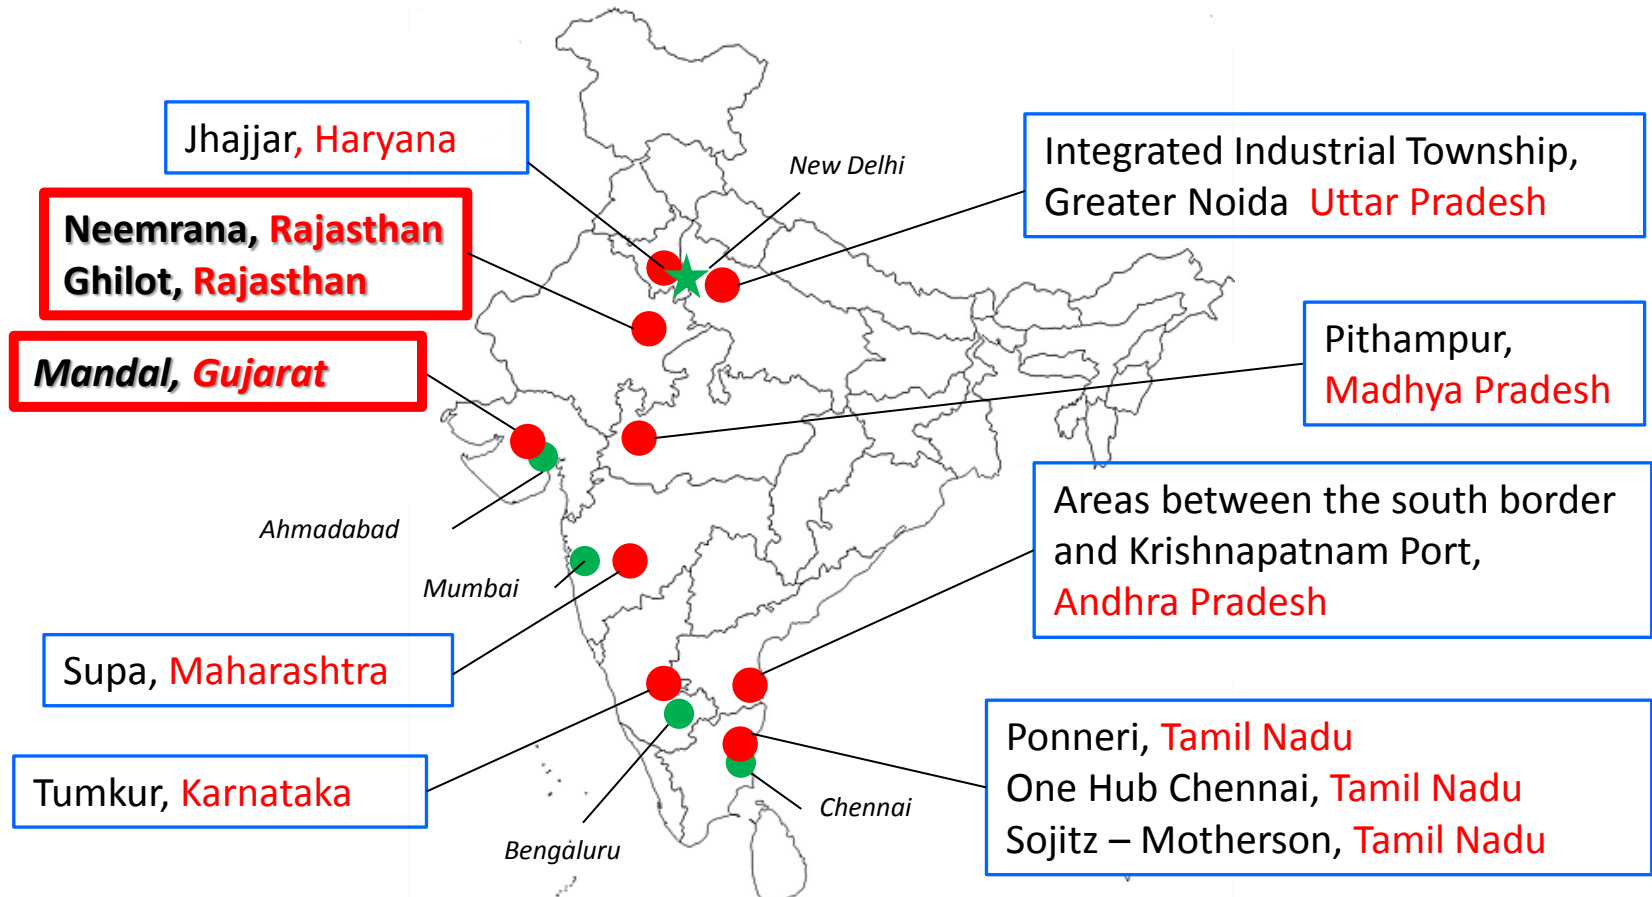 Jhajjar, Haryana
New Delhi
Integrated Industrial Township,
Greater Noida Uttar Pradesh
Neemrana, Rajasthan
Ghilot, Rajasthan
Pithampur,
Madhya Pradesh
Mandal, Gujarat
Areas between the south border
and Krishnapatnam Port,
Andhra Pradesh
Ahmadabad
Mumbai
Supa, Maharashtra
Ponneri, Tamil Nadu
One Hub Chennai, Tamil Nadu
Sojitz – Motherson, Tamil Nadu
Tumkur, Karnataka
Chennai
Bengaluru